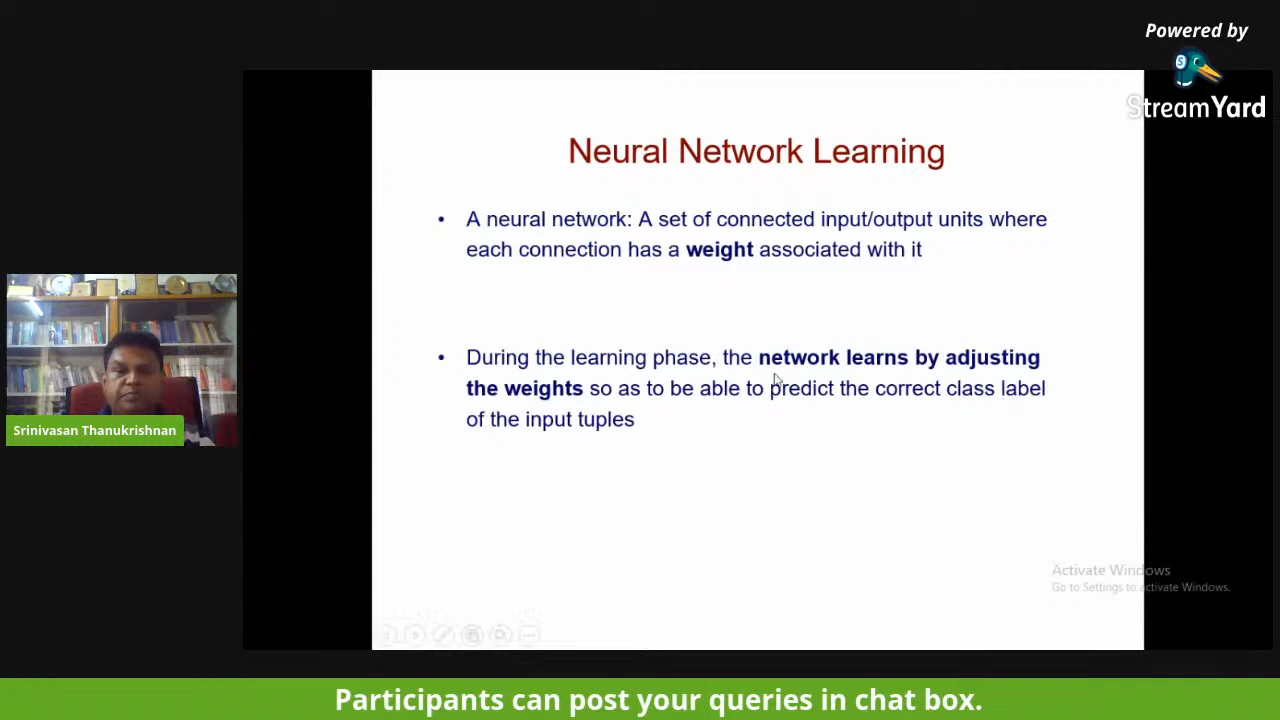 Powered by
StreamYard
Neural Network Learning
• A neural network: A set of connected input/output units where
each connection has a weight associated with it
• During the learning phase, the network learns by adjusting
the weights so as to be able to predict the correct class label
of the input tuples
Srinivasan Thanukrishnan
Activate Windows
Go to Settings to activate Windows.
Participants can post your queries in chat box.